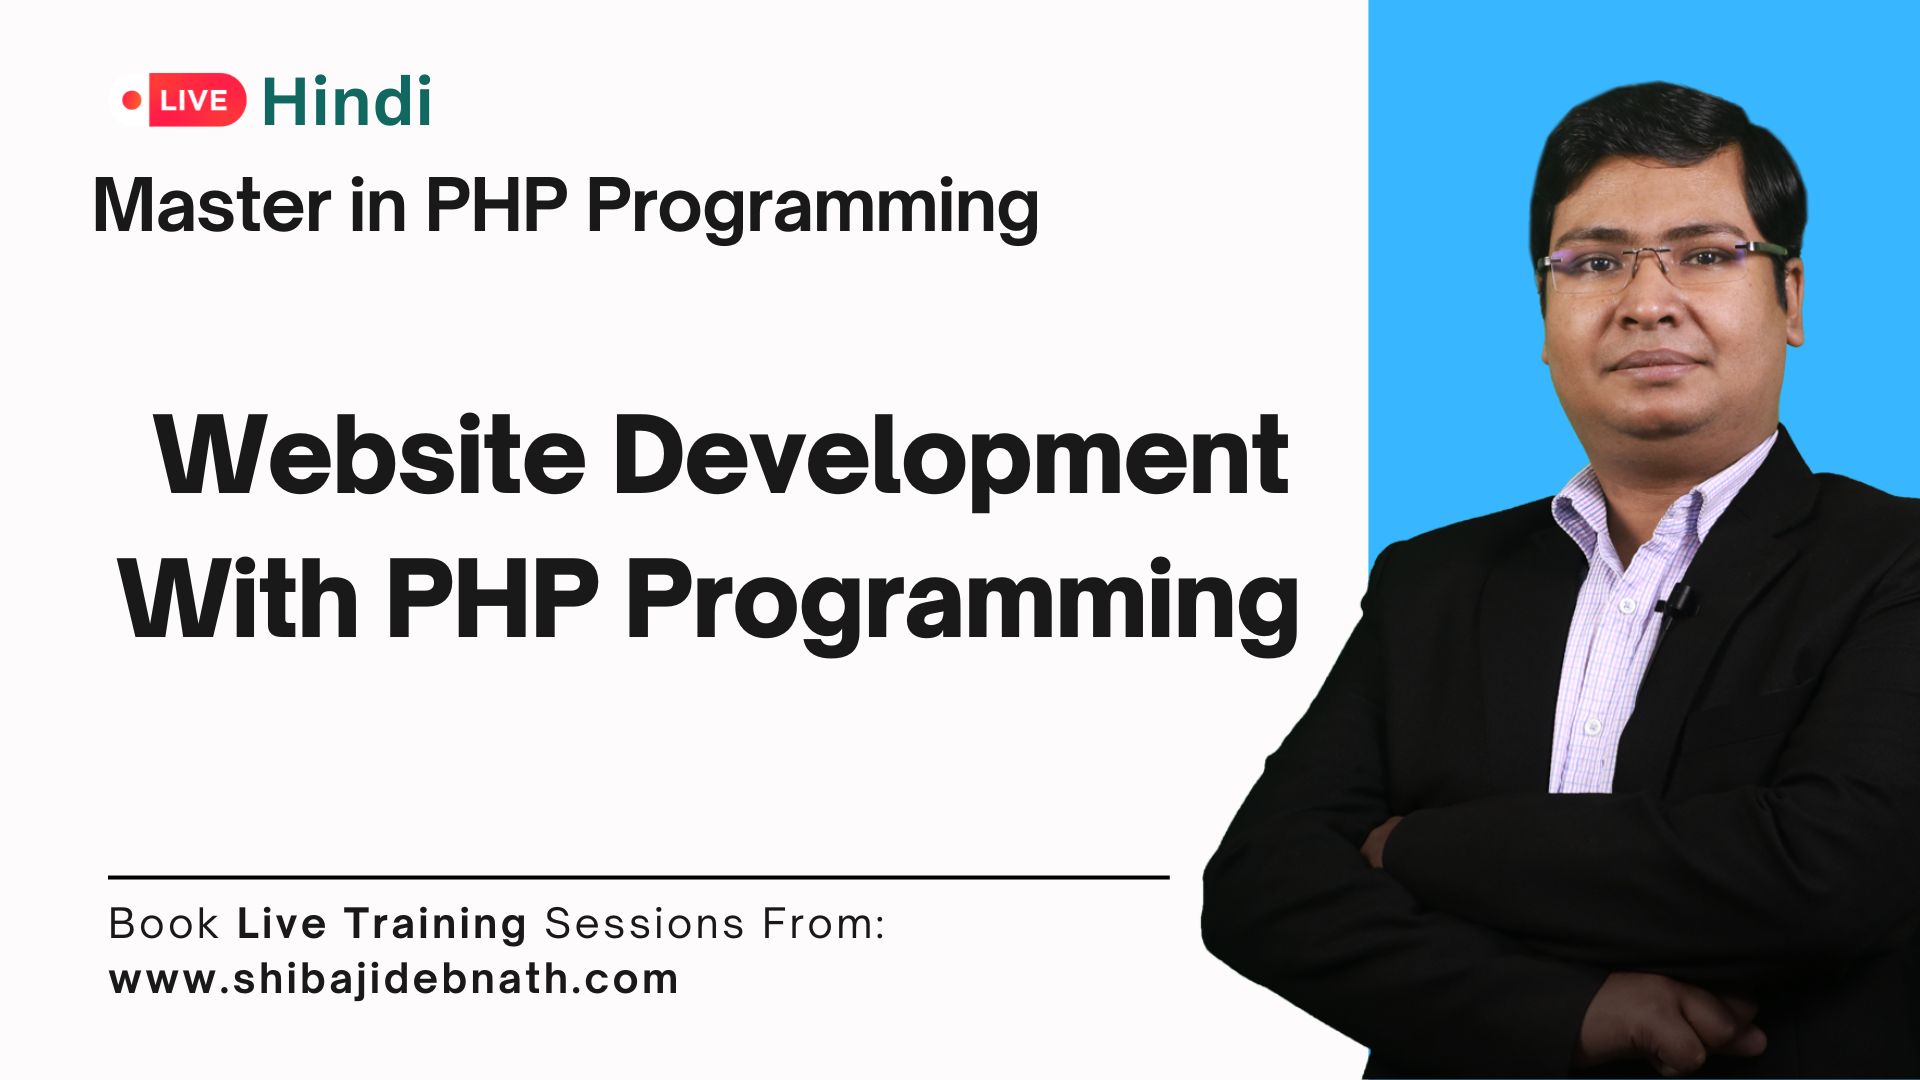 LIVE Hindi
Master in PHP Programming
Website Development
With PHP Programming
Book Live Training Sessions From:
www.shibajidebnath.com